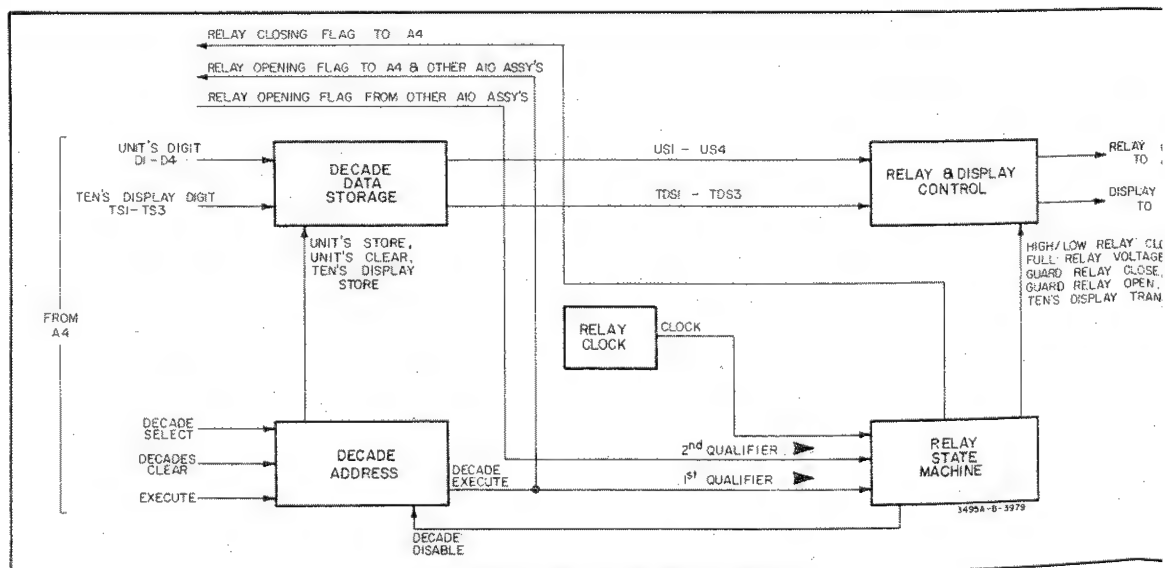 RELAY CLOSING FLAG TO A4
RELAY OPENING FLAG TO A4 & OTHER A10 ASSY'S
RELAY OPENING FLAG FROM OTHER A10 ASSY'S
UNIT'S DIGIT
D1-D4
TEN'S DISPLAY DIGIT
TS1-TS3
DECADE
DATA
STORAGE
US1 - US4
TDS1 - TDS3
RELAY & DISPLAY
CONTROL
RELAY
TO
DISPLAY
TO
UNIT'S STORE,
UNIT'S CLEAR,
TEN'S DISPLAY
STORE
HIGH/LOW RELAY CLO
FULL RELAY VOLTAGE
GUARD RELAY CLOSE,
GUARD RELAY OPEN,
TEN'S DISPLAY TRAN
FROM
A4
RELAY
CLOCK
CLOCK
DECADE
SELECT
DECADES
CLEAR
EXECUTE
DECADE
ADDRESS
DECADE
EXECUTE
2nd QUALIFIER
1st QUALIFIER
RELAY
STATE
MACHINE
3495A-B-3979
DECADE
DISABLE